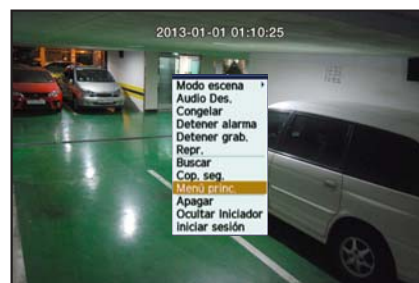 2013-01-01 01:10:25
Modo escena
Audio Des.
Congelar
Detener alarma
Detener grab.
Repr.
Buscar
Cop. seg.
Menú princ.
Apagar
Ocultar Iniciador
Iniciar sesión